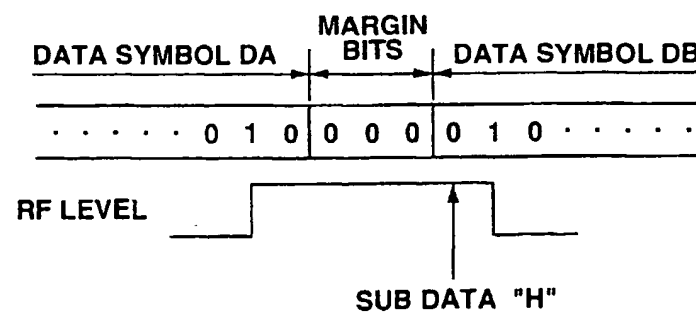 MARGIN
DATA SYMBOL DA BITS DATA SYMBOL DB
· · · · · 0 1 0 0 0 0 0 1 0 · · · · ·
RF LEVEL
SUB DATA "H"